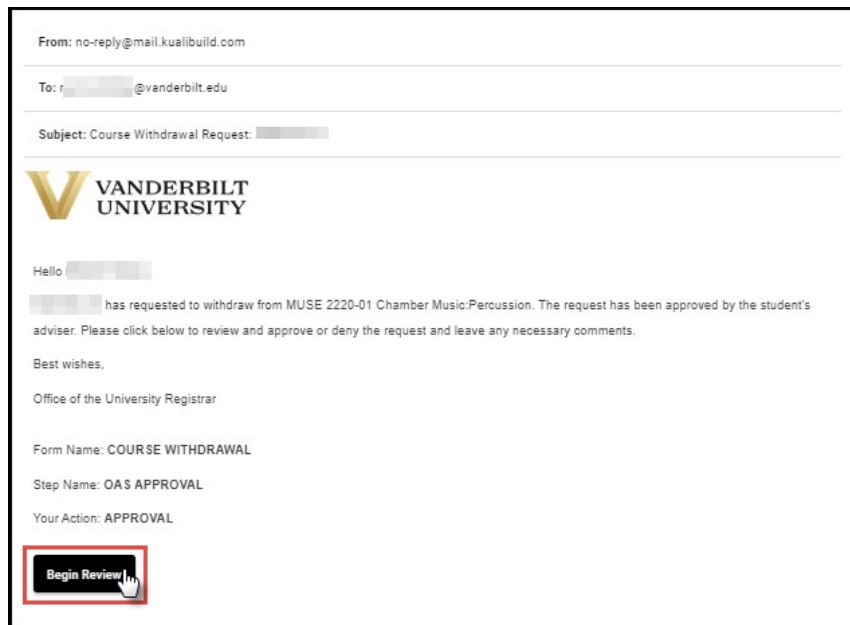 From: no-reply@mail.kualibuild.com
To: r @vanderbilt.edu
Subject: Course Withdrawal Request:
VANDERBILT
UNIVERSITY
Hello
has requested to withdraw from MUSE 2220-01 Chamber Music:Percussion. The request has been approved by the student's
adviser. Please click below to review and approve or deny the request and leave any necessary comments.
Best wishes,
Office of the University Registrar
Form Name: COURSE WITHDRAWAL
Step Name: OAS APPROVAL
Your Action: APPROVAL
Begin Review